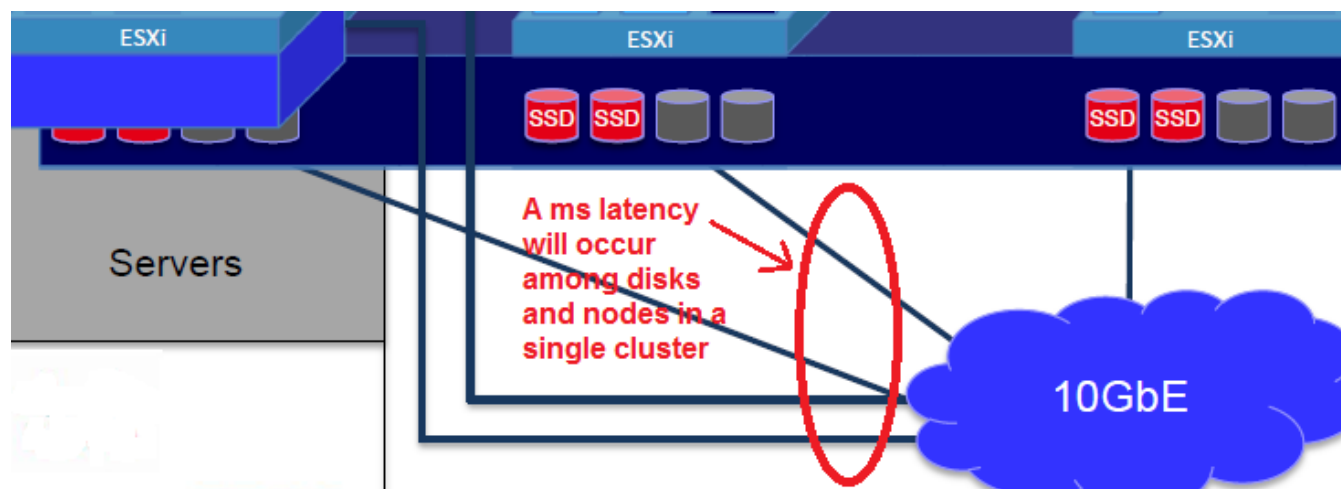 ESXi
ESXi
ESXi
SSD
SSD
SSD
SSD
A ms latency
will occur
among disks
and nodes in a
single cluster
Servers
10GbE